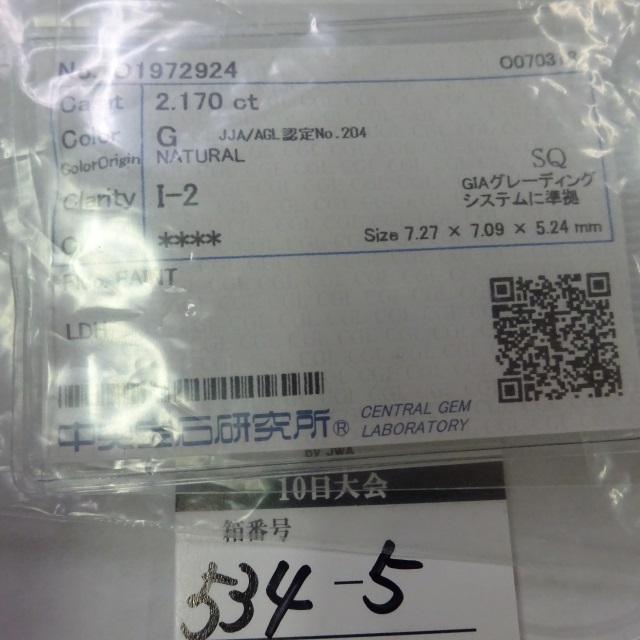 No. O1972924
O07031
Carat 2.170 ct
Color G JJA/AGL認定No.204
ColorOrigin NATURAL
SQ
Clarity I-2
GIAグレーディング
システムに準拠
**** Size 7.27 × 7.09 × 5.24 mm
FAINT
中央宝石研究所® CENTRAL GEM
LABORATORY
by JWA
10日大会
箱番号
534-5